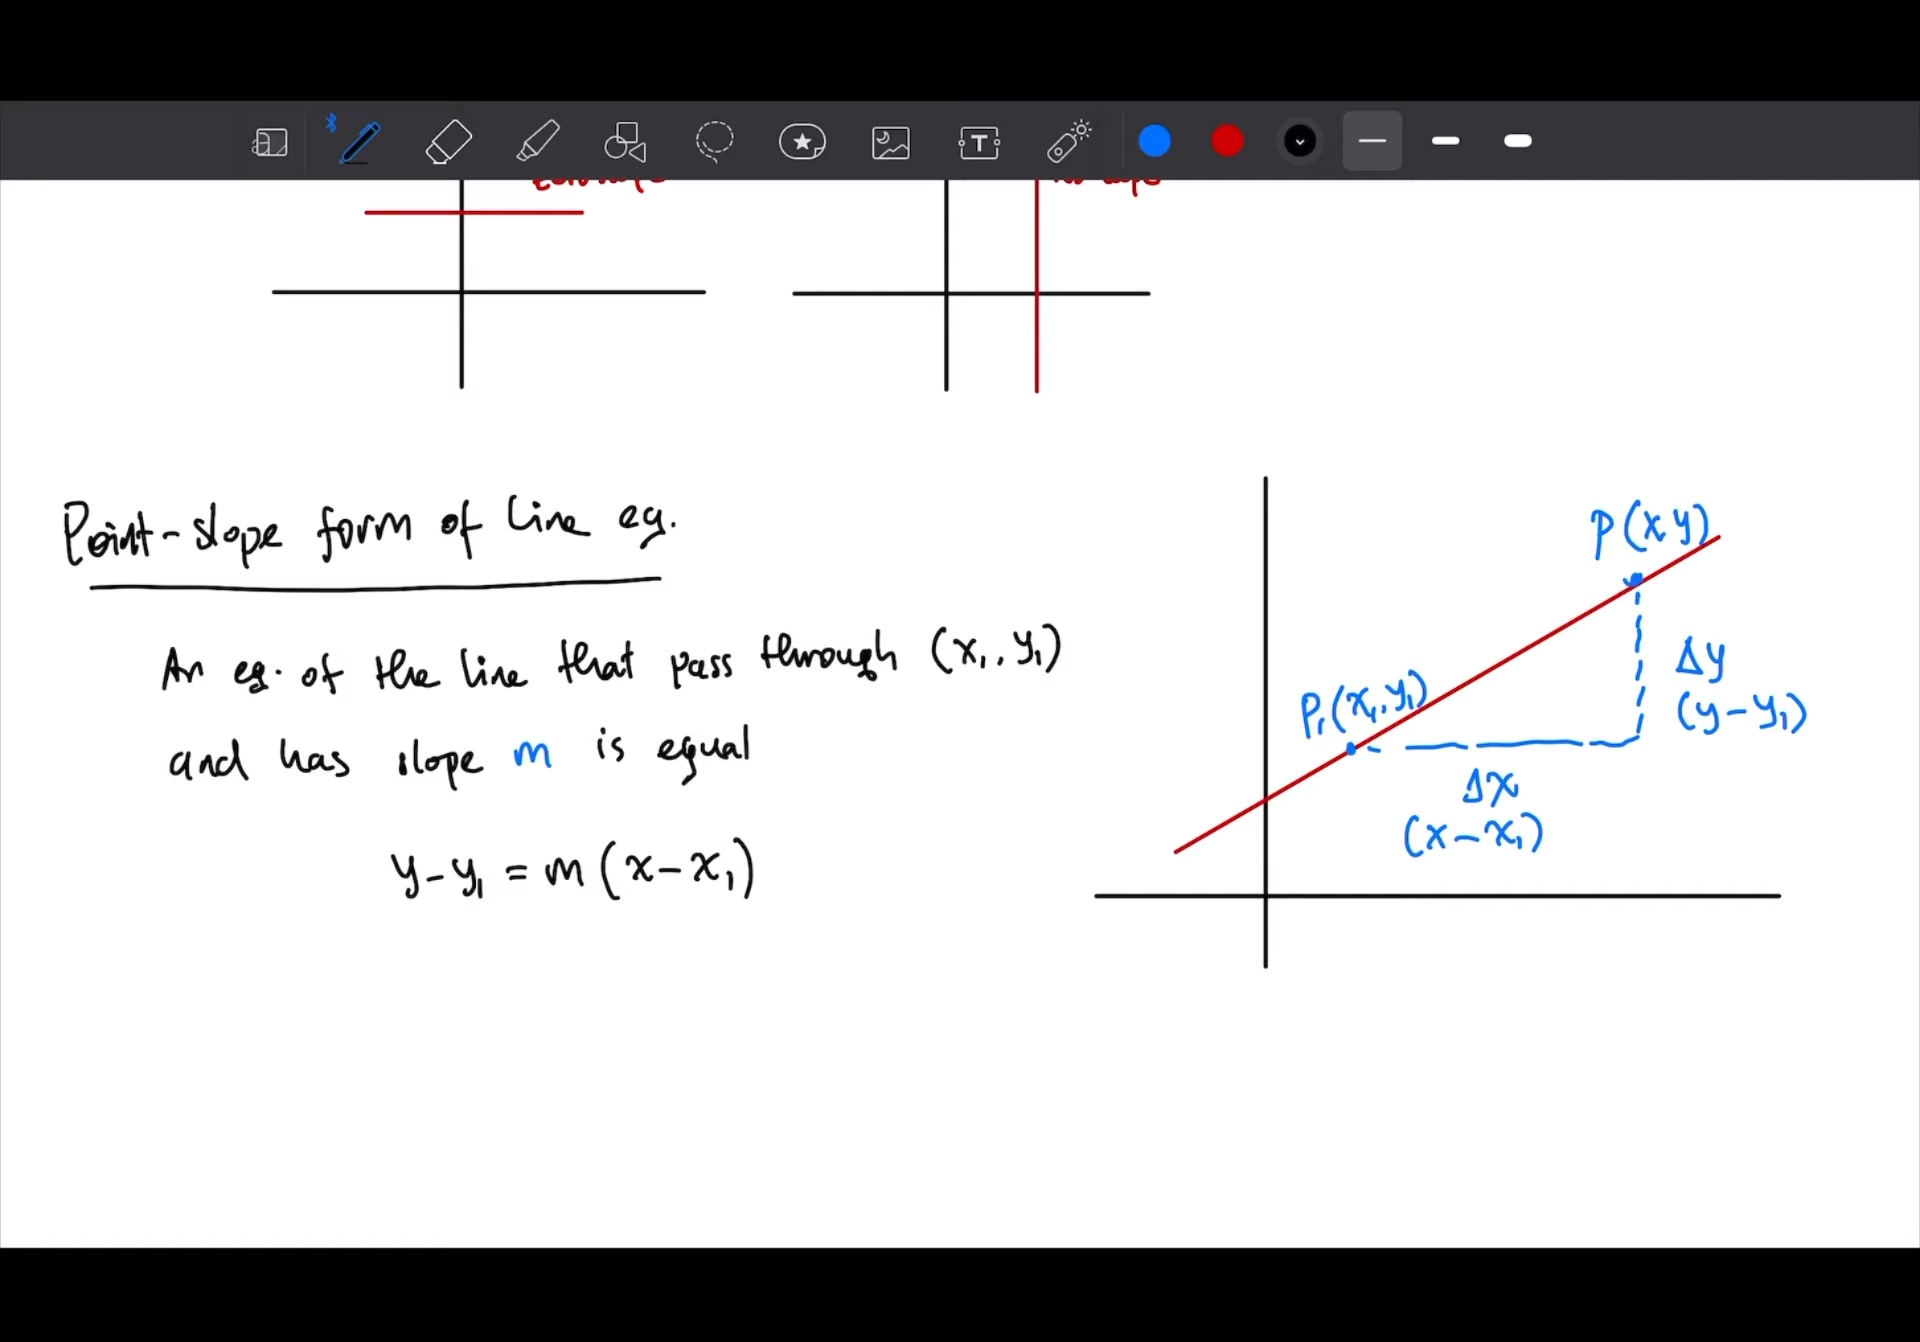 Point-slope form of line eq.
An eq. of the line that pass through (x₁, y₁)
and has slope m is equal
y-y₁ = m (x-x₁)
P(x y)
P₁(x₁, y₁)
Δy
(y-y₁)
Δx
(x-x₁)
T